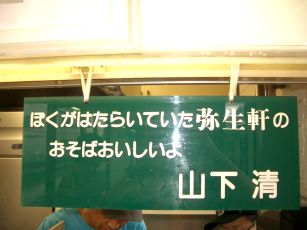 ぼくがはたらいていた弥生軒の
おそばおいしいよ
山下 清